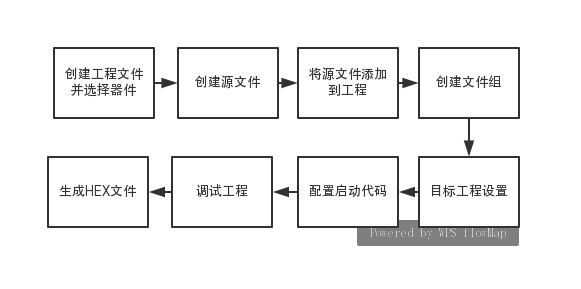 创建工程文件
并选择器件
创建源文件
将源文件添加
到工程
创建文件组
目标工程设置
配置启动代码
调试工程
生成HEX文件
Powered by WPS flowMap